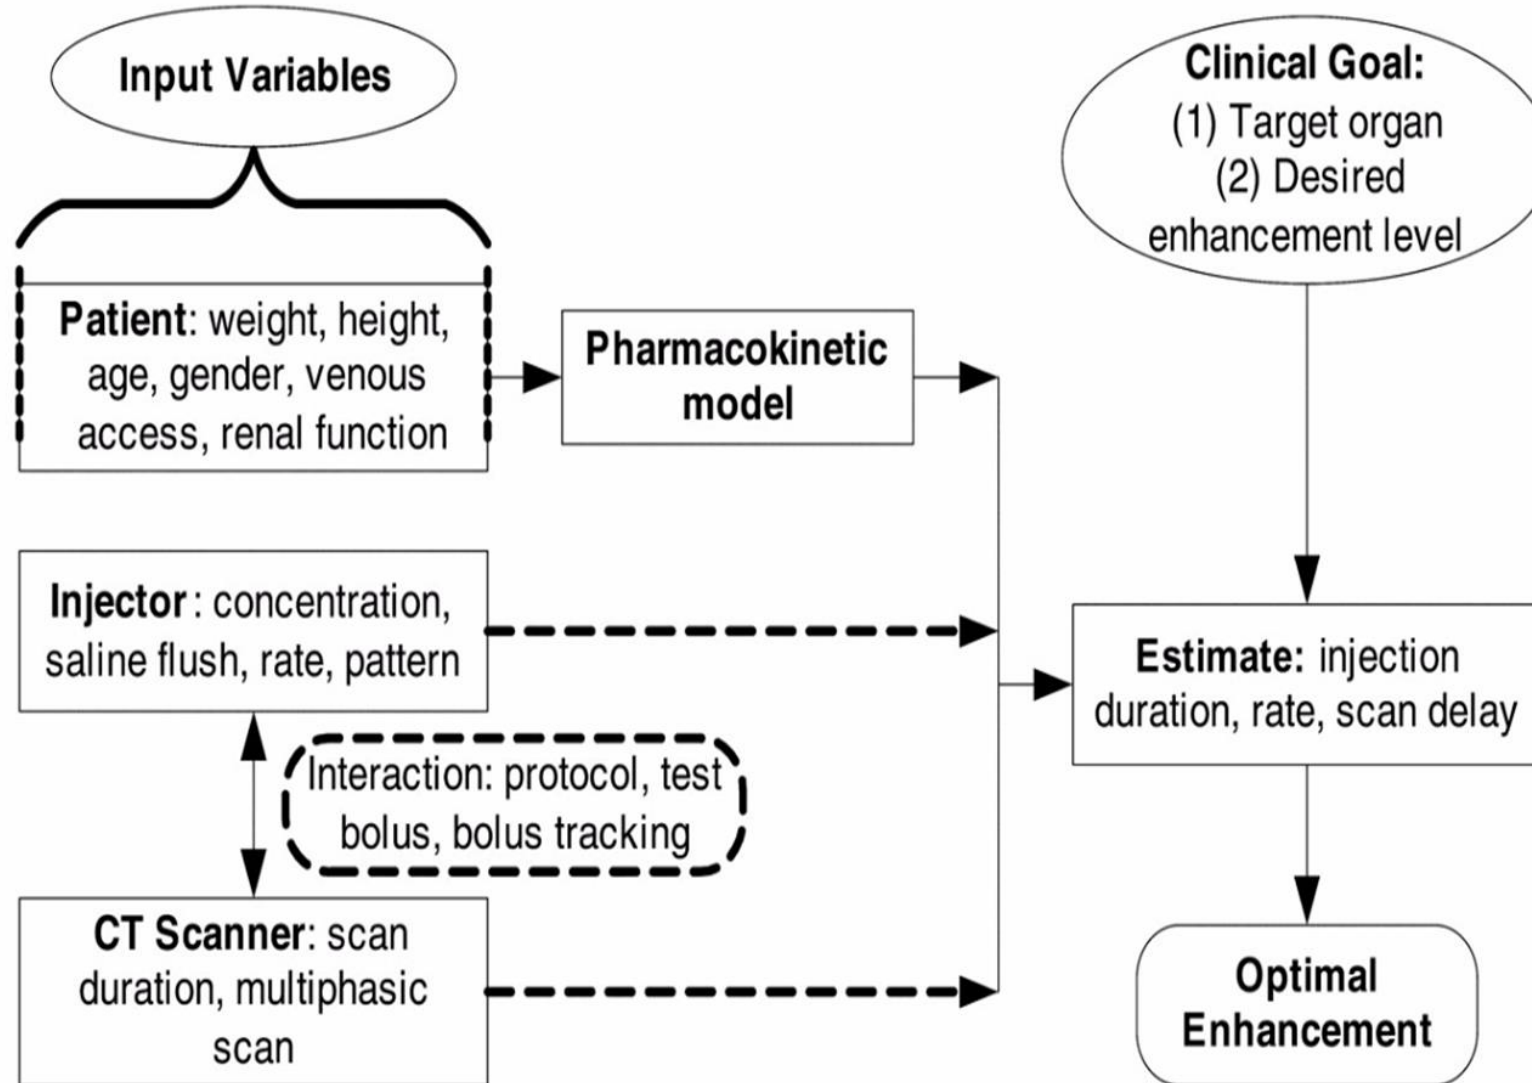 Input Variables
Clinical Goal:
(1) Target organ
(2) Desired
enhancement level
Patient: weight, height,
age, gender, venous
access, renal function
Pharmacokinetic
model
Injector : concentration,
saline flush, rate, pattern
Interaction: protocol, test
bolus, bolus tracking
Estimate: injection
duration, rate, scan delay
CT Scanner: scan
duration, multiphasic
scan
Optimal
Enhancement